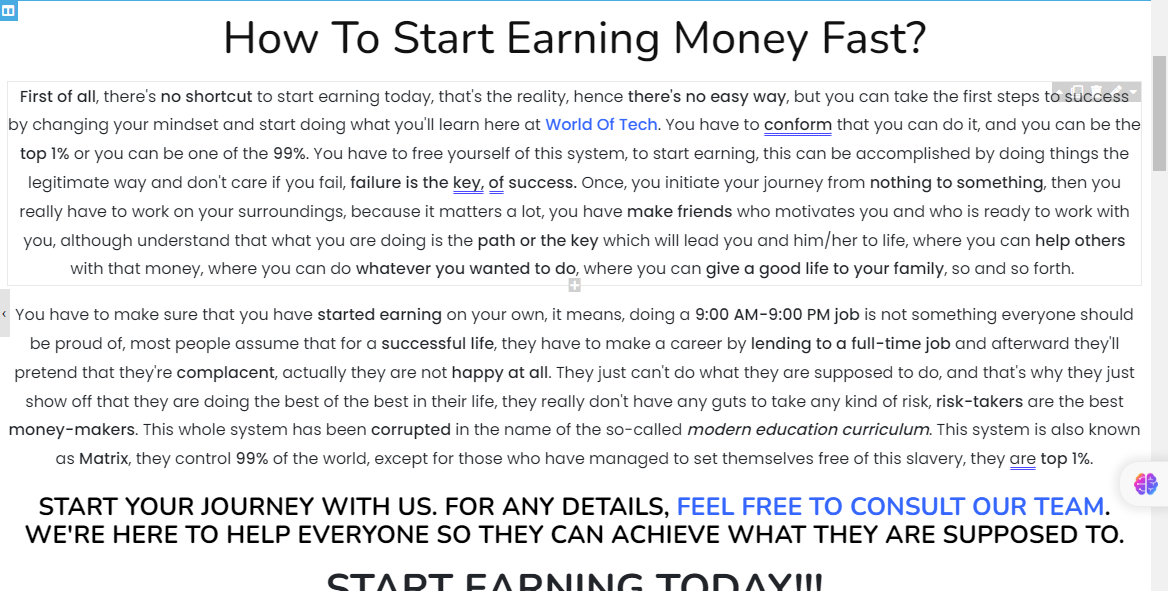 How To Start Earning Money Fast?
First of all, there's no shortcut to start earning today, that's the reality, hence there's no easy way, but you can take the first steps to success
by changing your mindset and start doing what you'll learn here at World Of Tech. You have to conform that you can do it, and you can be the
top 1% or you can be one of the 99%. You have to free yourself of this system, to start earning, this can be accomplished by doing things the
legitimate way and don't care if you fail, failure is the key, of success. Once, you initiate your journey from nothing to something, then you
really have to work on your surroundings, because it matters a lot, you have make friends who motivates you and who is ready to work with
you, although understand that what you are doing is the path or the key which will lead you and him/her to life, where you can help others
with that money, where you can do whatever you wanted to do, where you can give a good life to your family, so and so forth.
You have to make sure that you have started earning on your own, it means, doing a 9:00 AM-9:00 PM job is not something everyone should
be proud of, most people assume that for a successful life, they have to make a career by lending to a full-time job and afterward they'll
pretend that they're complacent, actually they are not happy at all. They just can't do what they are supposed to do, and that's why they just
show off that they are doing the best of the best in their life, they really don't have any guts to take any kind of risk, risk-takers are the best
money-makers. This whole system has been corrupted in the name of the so-called modern education curriculum. This system is also known
as Matrix, they control 99% of the world, except for those who have managed to set themselves free of this slavery, they are top 1%.
START YOUR JOURNEY WITH US. FOR ANY DETAILS, FEEL FREE TO CONSULT OUR TEAM.
WE'RE HERE TO HELP EVERYONE SO THEY CAN ACHIEVE WHAT THEY ARE SUPPOSED TO.
START EARNING TODAY!!!